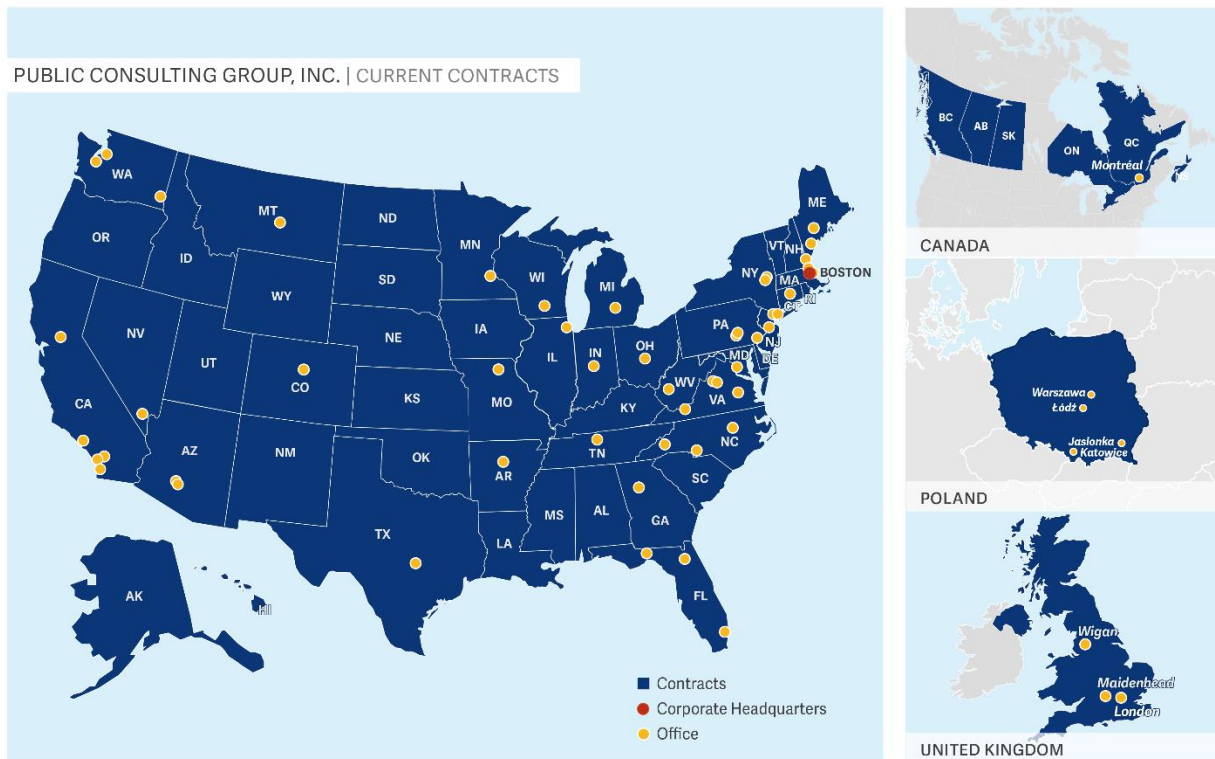 PUBLIC CONSULTING GROUP, INC. | CURRENT CONTRACTS
WA
MT
ND
MN
ME
OR
ID
SD
WI
MI
VT
NH
NY
MA
BOSTON
WY
CT
RI
NV
NE
IA
PA
NJ
UT
CO
IL
IN
OH
MD
DE
CA
KS
MO
WV
VA
KY
AZ
NM
OK
AR
TN
NC
SC
TX
MS
AL
GA
LA
AK
HI
FL
Contracts
Corporate Headquarters
Office
BC
AB
SK
ON
QC
Montréal
CANADA
Warszawa
Łódź
Jaslonka
Katowice
POLAND
Wigan
Maidenhead
London
UNITED KINGDOM